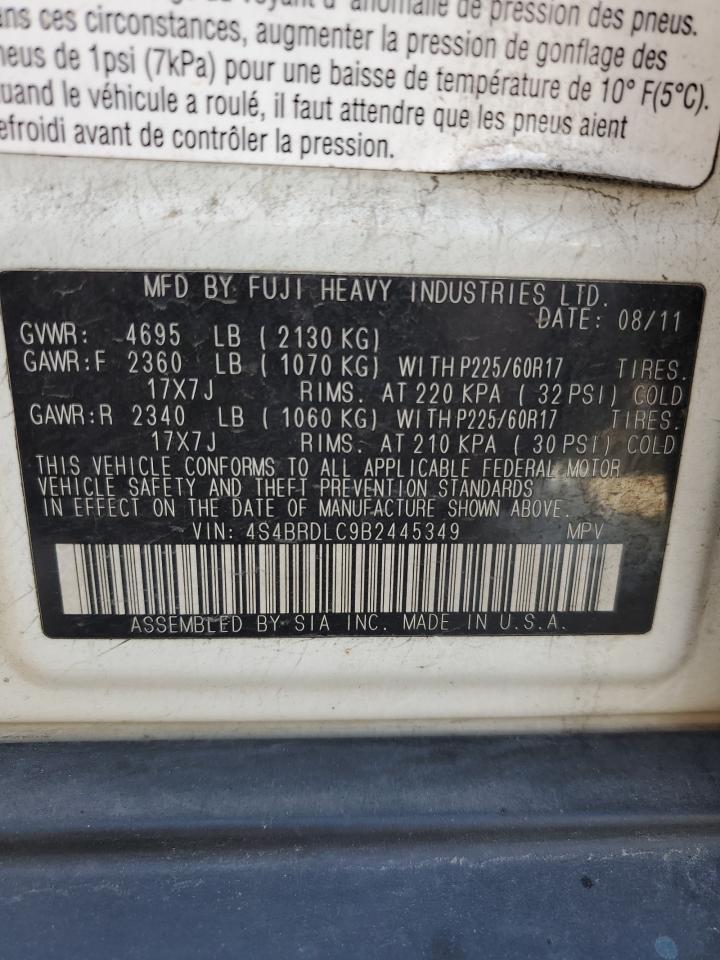 voyant d' anomalie de pression des pneus.
ans ces circonstances, augmenter la pression de gonflage des
neus de 1psi (7kPa) pour une baisse de température de 10° F(5°C).
uand le véhicule a roulé, il faut attendre que les pneus aient
efroidi avant de contrôler la pression.
MFD BY FUJI HEAVY INDUSTRIES LTD.
DATE: 08/11
GVWR: 4695 LB ( 2130 KG)
GAWR:F 2360 LB ( 1070 KG) WITH P225/60R17 TIRES.
17X7J RIMS. AT 220 KPA ( 32 PSI) COLD
GAWR:R 2340 LB ( 1060 KG) WITH P225/60R17 TIRES.
17X7J RIMS. AT 210 KPA ( 30 PSI) COLD
THIS VEHICLE CONFORMS TO ALL APPLICABLE FEDERAL MOTOR
VEHICLE SAFETY AND THEFT PREVENTION STANDARDS
IN EFFECT ON THE DATE OF MANUFACTURE SHOWN ABOVE.
VIN: 4S4BRDLC9B2445349 MPV
ASSEMBLED BY SIA INC. MADE IN U.S.A.